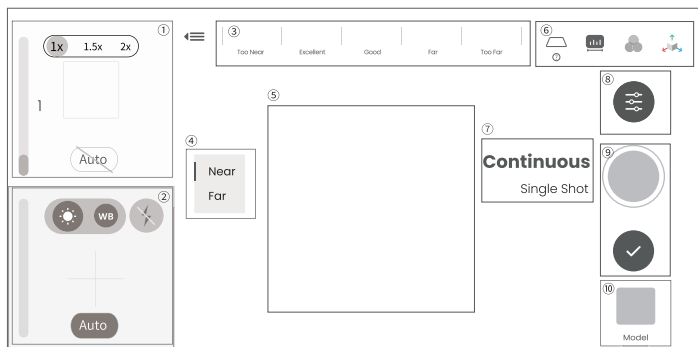 ①
1x 1.5x 2x
Auto
②
WB
Auto
③
Too Near Excellent Good Far Too Far
④
Near
Far
⑤
⑥
?
⑦
Continuous
Single Shot
⑧
⑨
⑩
Model